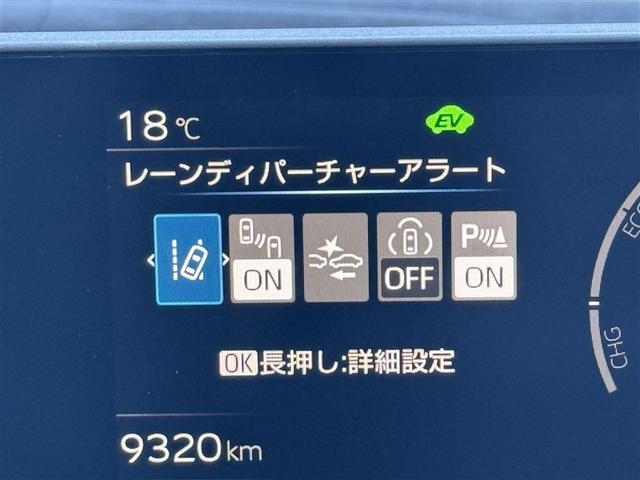 18℃ EV
レーンディパーチャーアラート
ON OFF P ON
OK長押し:詳細設定
9320km
CHG
ECO